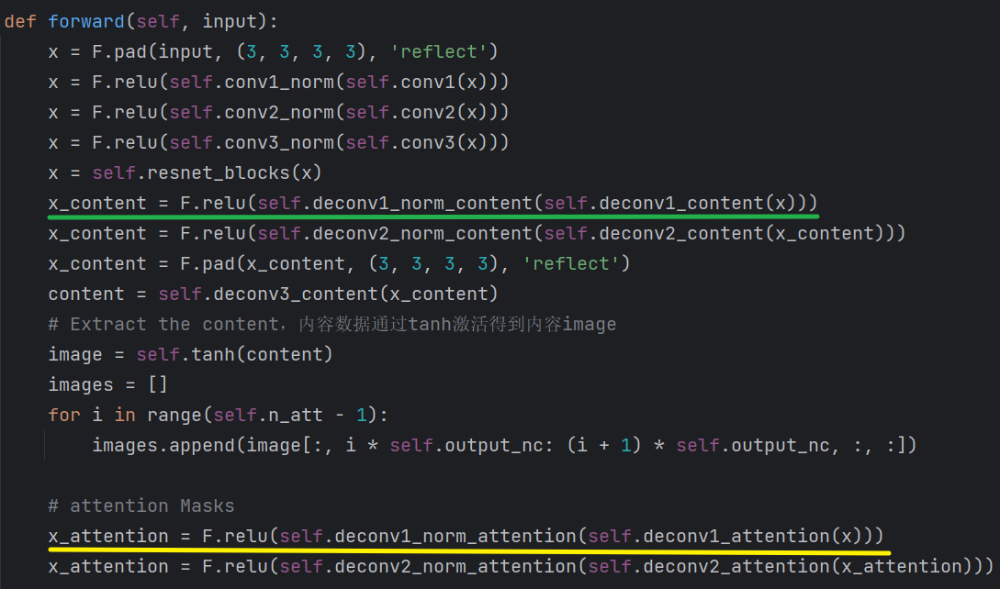 def forward(self, input):
x = F.pad(input, (3, 3, 3, 3), 'reflect')
x = F.relu(self.conv1_norm(self.conv1(x)))
x = F.relu(self.conv2_norm(self.conv2(x)))
x = F.relu(self.conv3_norm(self.conv3(x)))
x = self.resnet_blocks(x)
x_content = F.relu(self.deconv1_norm_content(self.deconv1_content(x)))
x_content = F.relu(self.deconv2_norm_content(self.deconv2_content(x_content)))
x_content = F.pad(x_content, (3, 3, 3, 3), 'reflect')
content = self.deconv3_content(x_content)
# Extract the content，内容数据通过tanh激活得到内容image
image = self.tanh(content)
images = []
for i in range(self.n_att - 1):
images.append(image[:, i * self.output_nc: (i + 1) * self.output_nc, :, :])
# attention Masks
x_attention = F.relu(self.deconv1_norm_attention(self.deconv1_attention(x)))
x_attention = F.relu(self.deconv2_norm_attention(self.deconv2_attention(x_attention)))